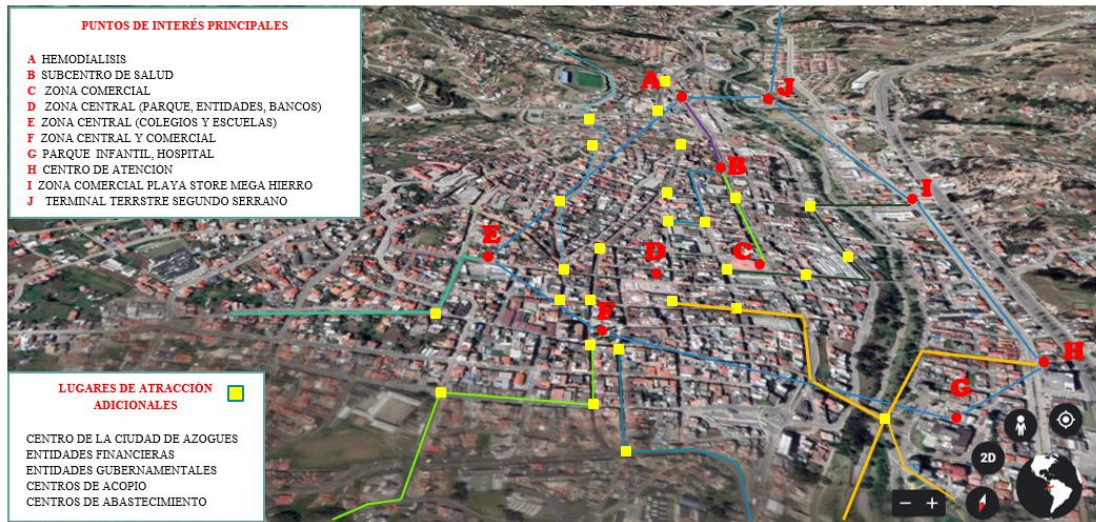 PUNTOS DE INTERÉS PRINCIPALES
A HEMODIALISIS
B SUBCENTRO DE SALUD
C ZONA COMERCIAL
D ZONA CENTRAL (PARQUE, ENTIDADES, BANCOS)
E ZONA CENTRAL (COLEGIOS Y ESCUELAS)
F ZONA CENTRAL Y COMERCIAL
G PARQUE INFANTIL, HOSPITAL
H CENTRO DE ATENCIÓN
I ZONA COMERCIAL PLAYA STORE MEGA HIERRO
J TERMINAL TERRSTRE SEGUNDO SERRANO
A
J
B
I
E
D
C
F
H
G
LUGARES DE ATRACCIÓN
ADICIONALES
CENTRO DE LA CIUDAD DE AZOGUES
ENTIDADES FINANCIERAS
ENTIDADES GUBERNAMENTALES
CENTROS DE ACOPIO
CENTROS DE ABASTECIMIENTO
2D